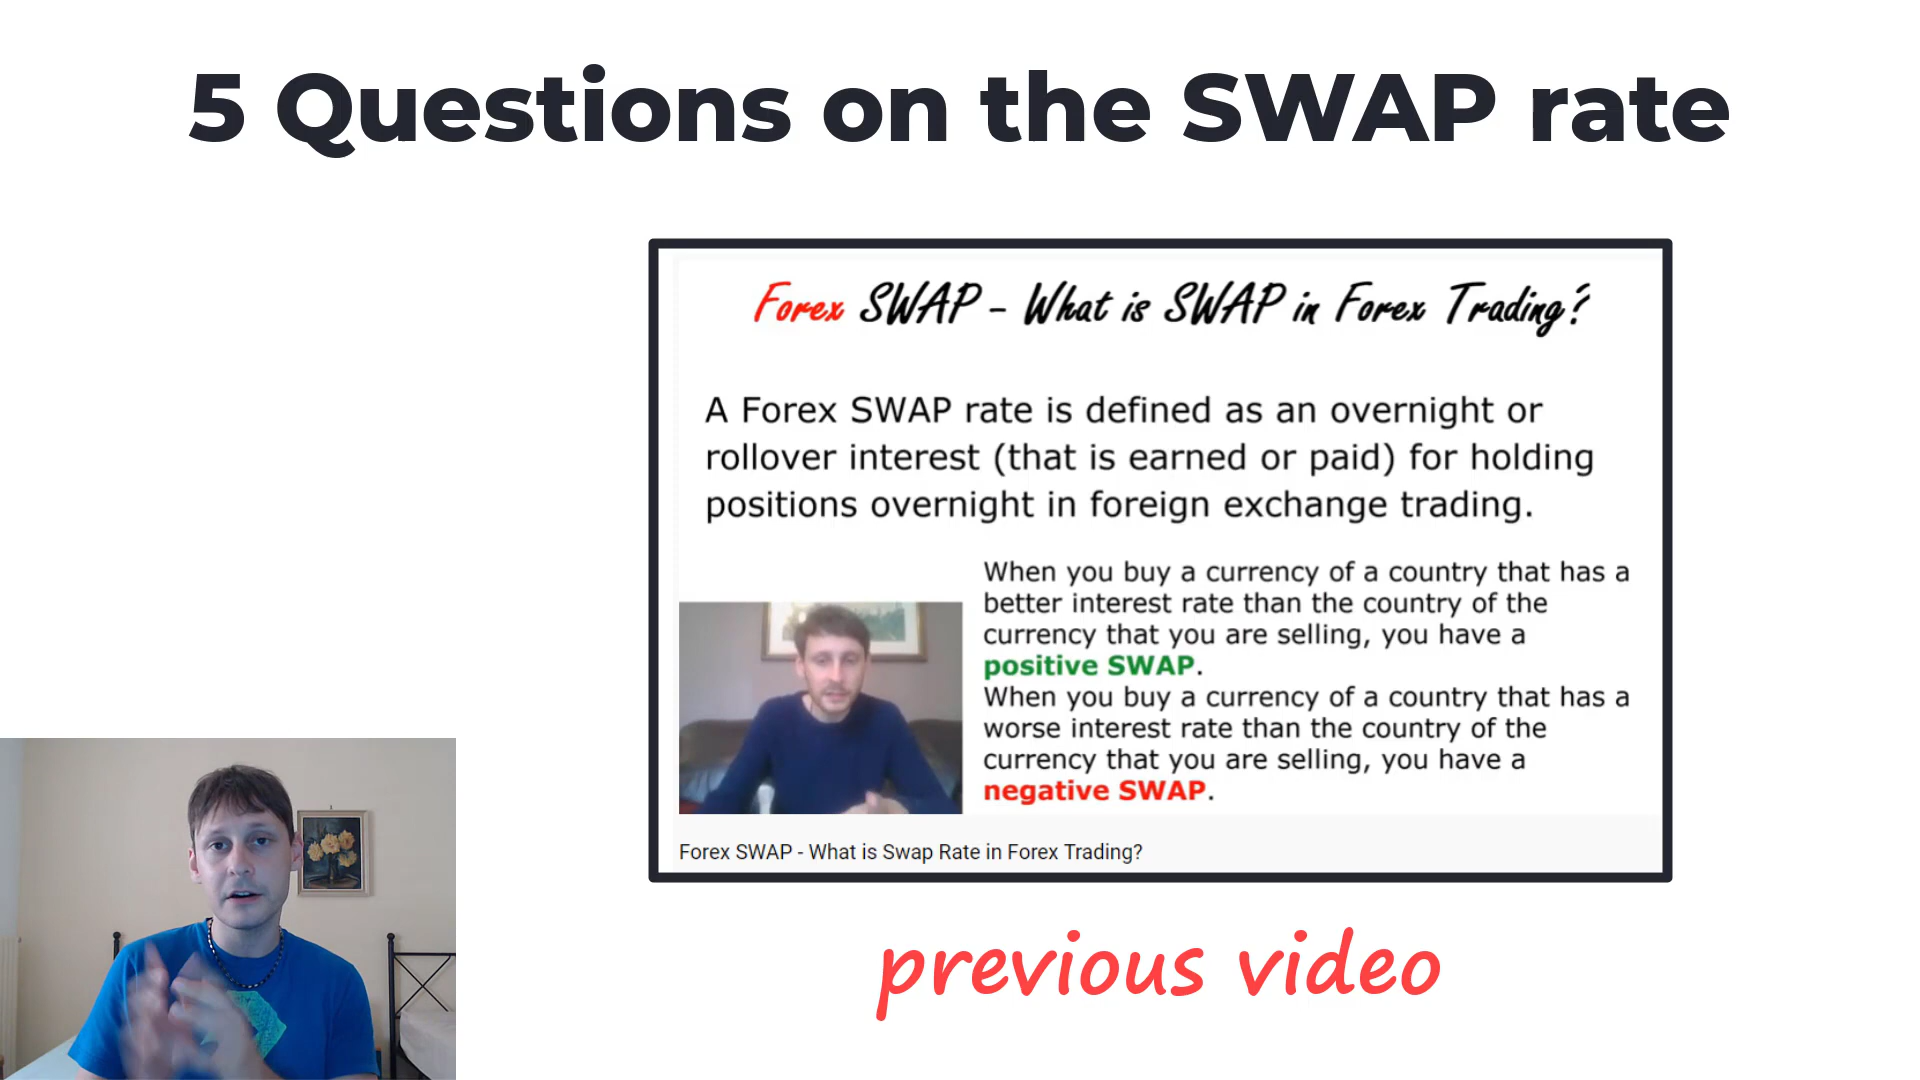 5 Questions on the SWAP rate
Forex SWAP - What is SWAP in Forex Trading?
A Forex SWAP rate is defined as an overnight or
rollover interest (that is earned or paid) for holding
positions overnight in foreign exchange trading.
When you buy a currency of a country that has a
better interest rate than the country of the
currency that you are selling, you have a
positive SWAP.
When you buy a currency of a country that has a
worse interest rate than the country of the
currency that you are selling, you have a
negative SWAP.
Forex SWAP - What is Swap Rate in Forex Trading?
previous video